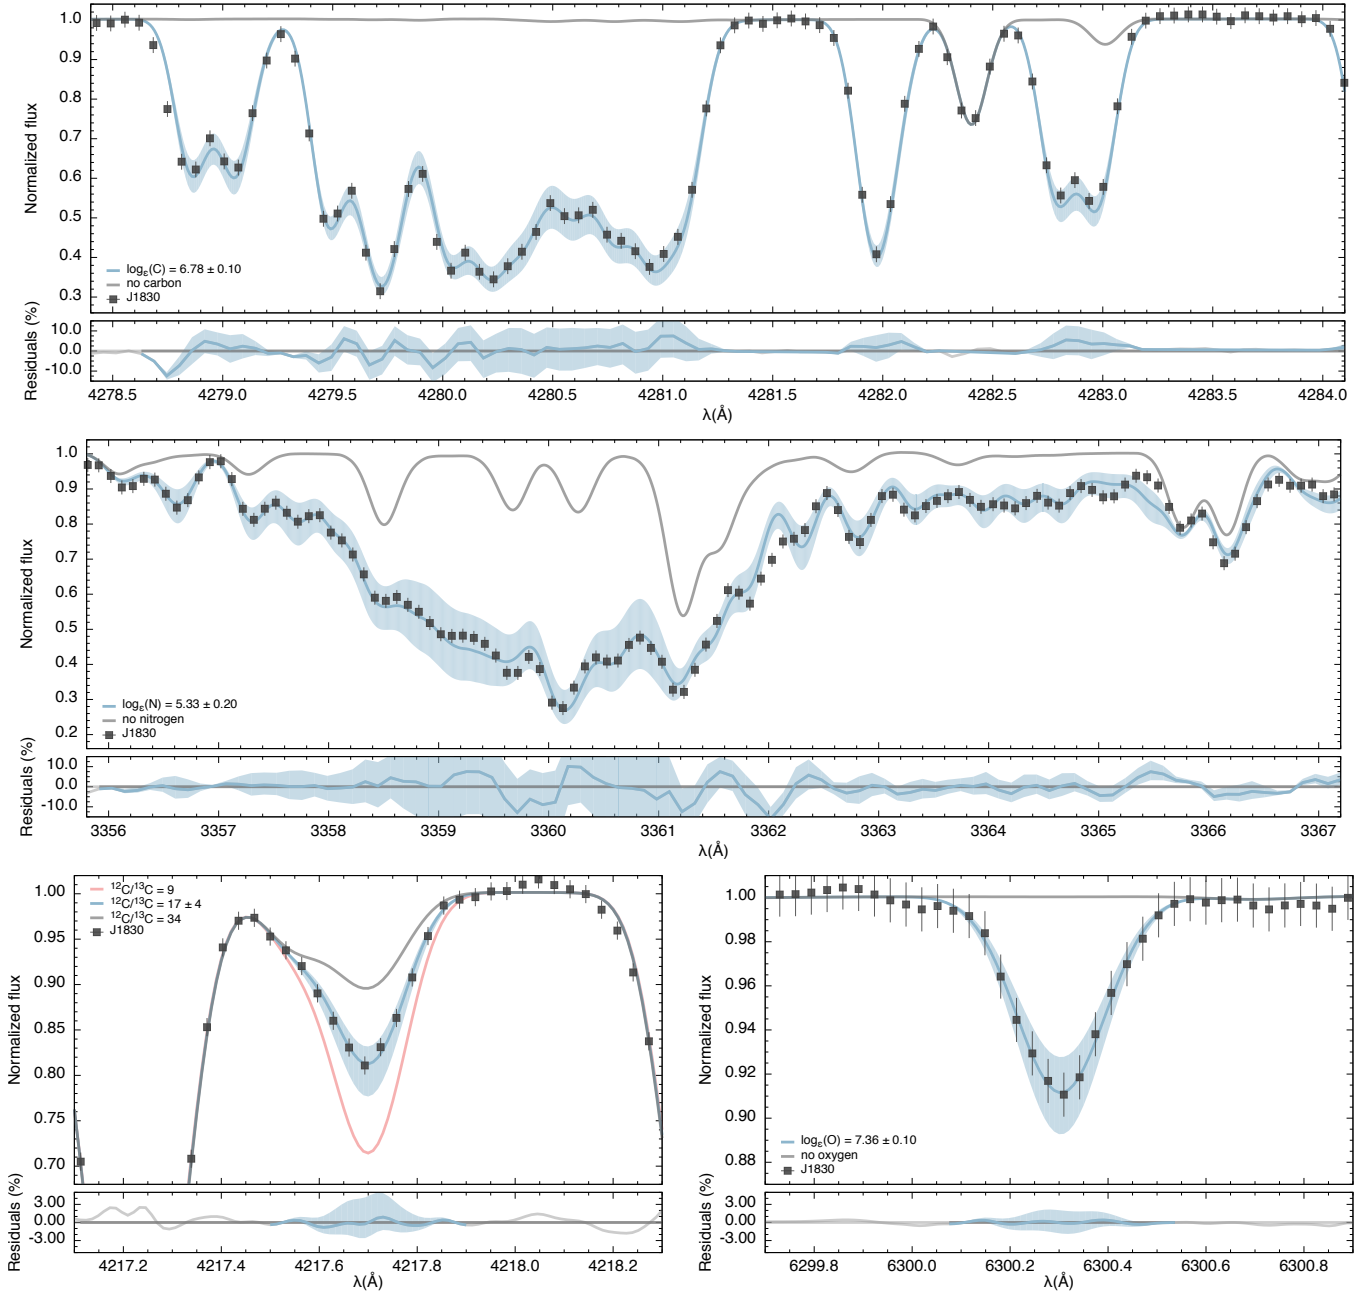 1.0
0.9
0.8
0.7
0.6
0.5
0.4
0.3
Normalized flux
logε(C) = 6.78 ± 0.10
no carbon
J1830
10.0
0.0
-10.0
Residuals (%)
4278.5 4279.0 4279.5 4280.0 4280.5 4281.0 4281.5 4282.0 4282.5 4283.0 4283.5 4284.0
λ(Å)
1.0
0.9
0.8
0.7
0.6
0.5
0.4
0.3
0.2
Normalized flux
logε(N) = 5.33 ± 0.20
no nitrogen
J1830
10.0
0.0
-10.0
Residuals (%)
3356 3357 3358 3359 3360 3361 3362 3363 3364 3365 3366 3367
λ(Å)
1.00
0.95
0.90
0.85
0.80
0.75
0.70
Normalized flux
¹²C/¹³C = 9
¹²C/¹³C = 17 ± 4
¹²C/¹³C = 34
J1830
3.00
0.00
-3.00
Residuals (%)
4217.2 4217.4 4217.6 4217.8 4218.0 4218.2
λ(Å)
1.00
0.98
0.96
0.94
0.92
0.90
0.88
Normalized flux
logε(O) = 7.36 ± 0.10
no oxygen
J1830
3.00
0.00
-3.00
Residuals (%)
6299.8 6300.0 6300.2 6300.4 6300.6 6300.8
λ(Å)